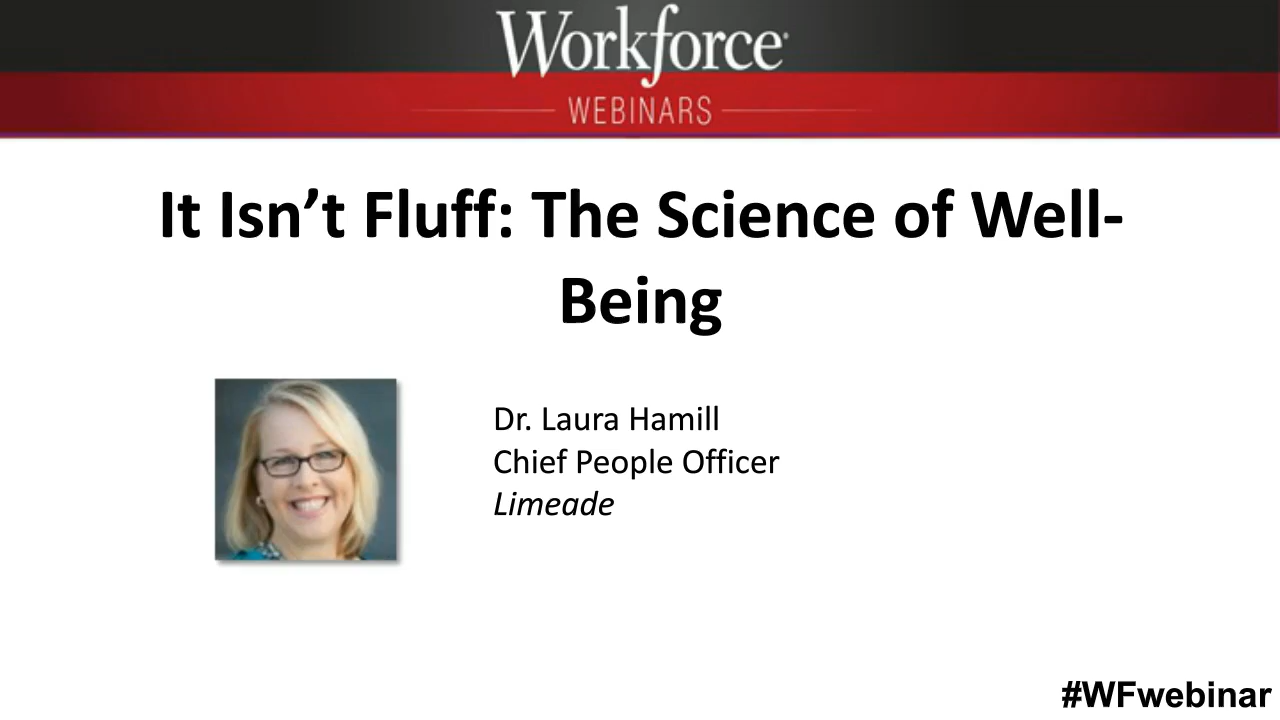 Workforce
WEBINARS
It Isn’t Fluff: The Science of Well-
Being
Dr. Laura Hamill
Chief People Officer
Limeade
#WFwebinar